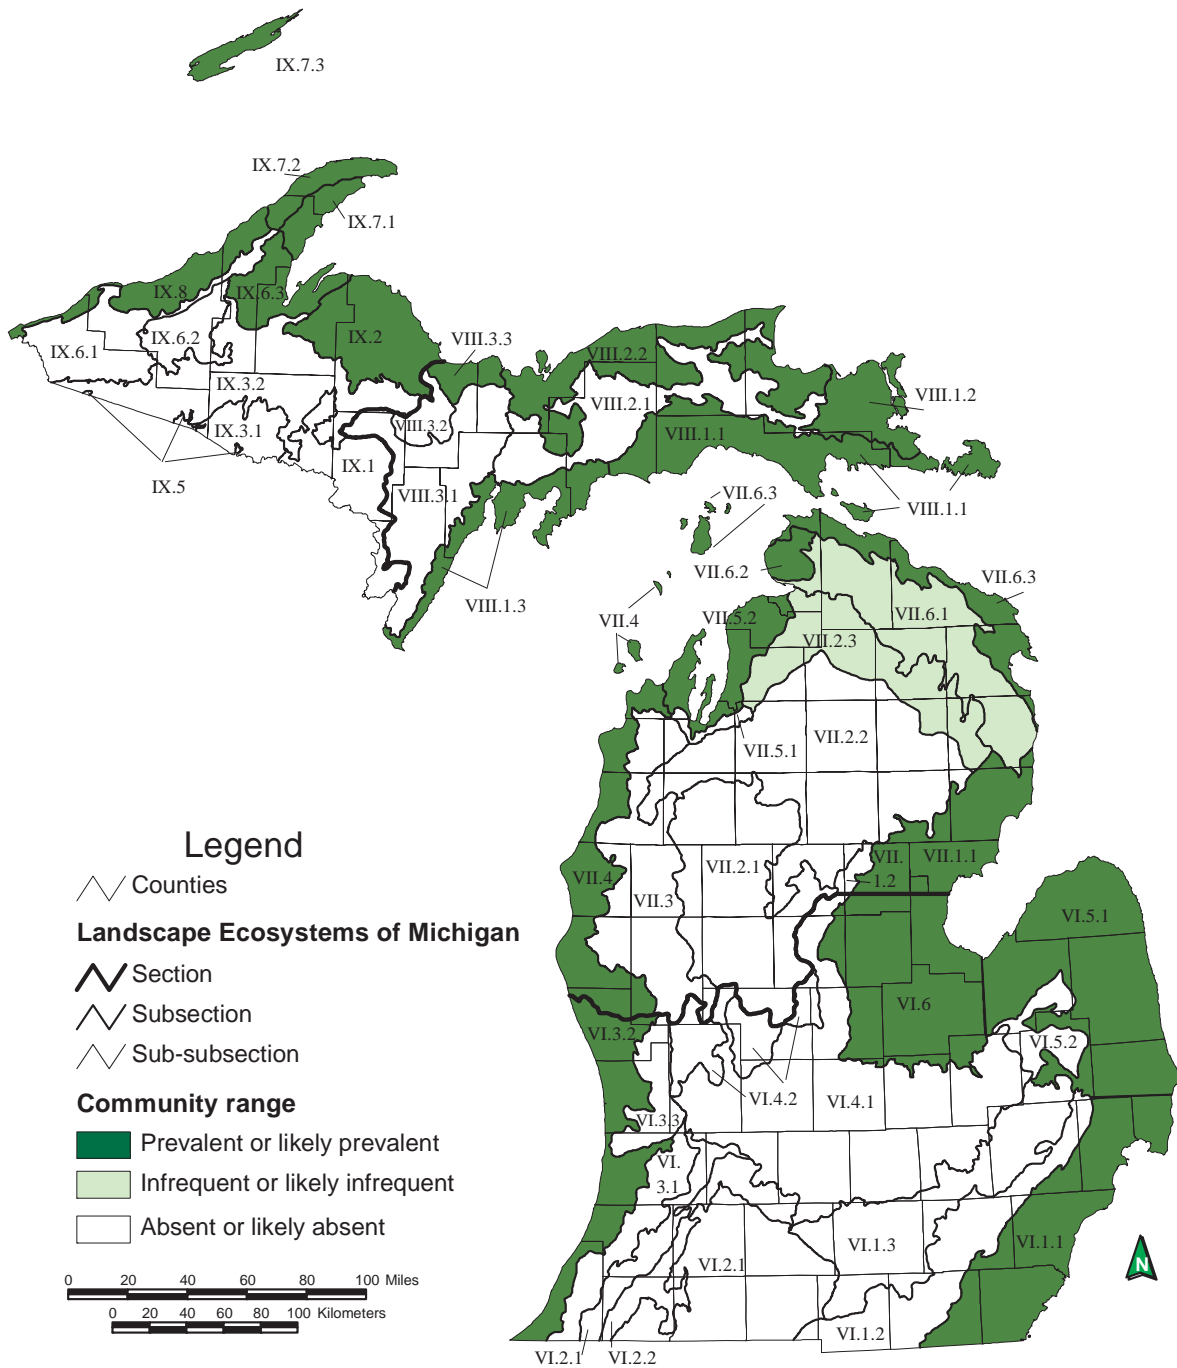 IX.7.3
IX.7.2
IX.7.1
IX.8
IX.6.3
IX.2
IX.6.2
IX.6.1
VIII.3.3
VIII.2.2
VIII.1.2
IX.3.2
VIII.2.1
IX.3.1
VIII.3.2
VIII.1.1
IX.1
IX.5
VIII.3.1
VII.6.3
VIII.1.1
VII.6.2
VII.6.3
VIII.1.3
VII.6.1
VII.4
VII.5.2
VII.2.3
VII.5.1
VII.2.2
VII.4
VII.3
VII.2.1
VII.
1.2
VII.1.1
VI.5.1
VI.6
VI.3.2
VI.5.2
VI.4.2
VI.4.1
VI.3.3
VI.
3.1
VI.2.1
VI.1.3
VI.1.1
VI.1.2
VI.2.1
VI.2.2
Legend
Counties
Landscape Ecosystems of Michigan
Section
Subsection
Sub-subsection
Community range
Prevalent or likely prevalent
Infrequent or likely infrequent
Absent or likely absent
0 20 40 60 80 100 Miles
0 20 40 60 80 100 Kilometers
N